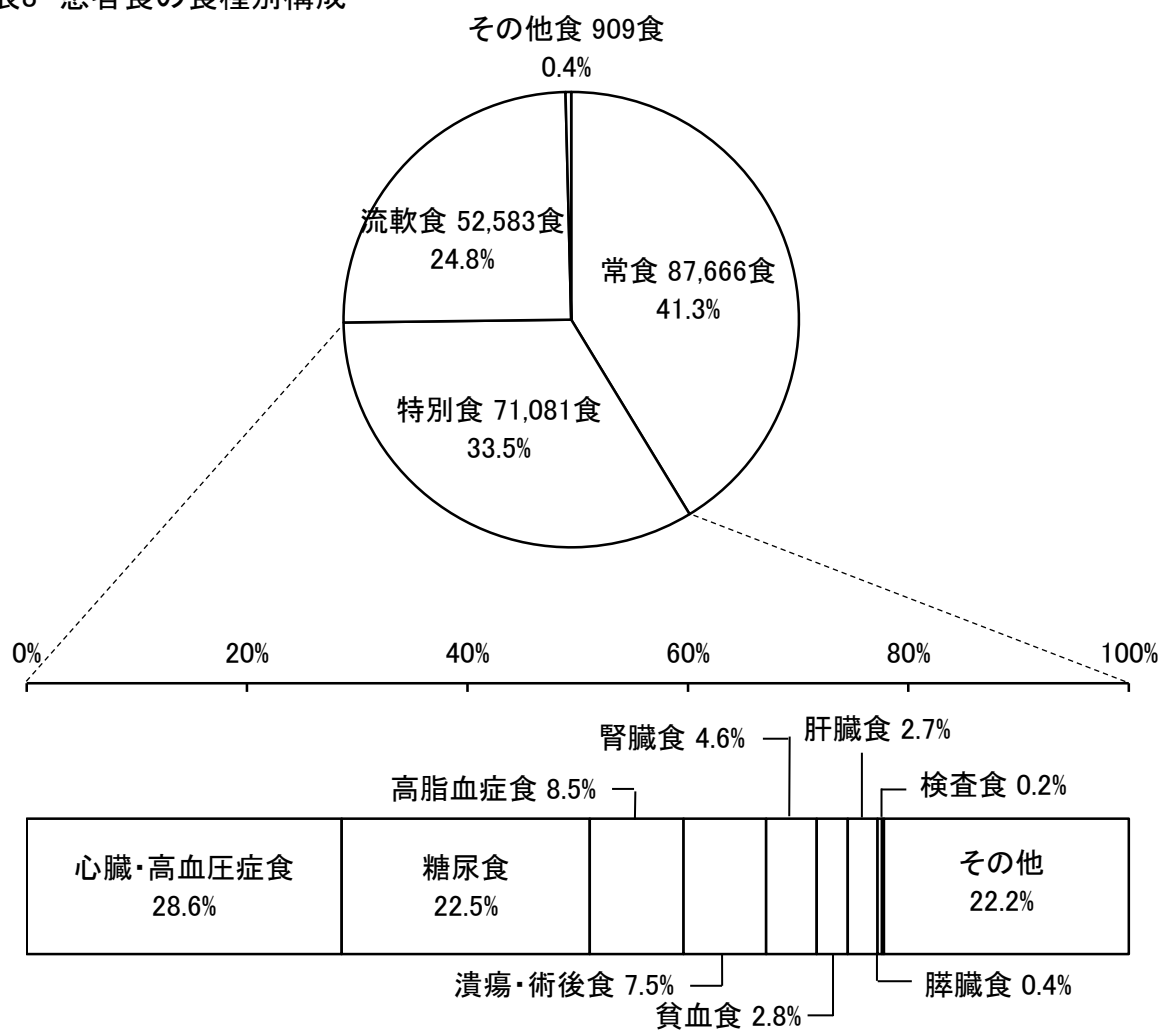 表8 患者食の食種別構成
その他食 909食
0.4%
流軟食 52,583食
24.8%
常食 87,666食
41.3%
特別食 71,081食
33.5%
0%
20%
40%
60%
80%
100%
腎臓食 4.6%
肝臓食 2.7%
高脂血症食 8.5%
検査食 0.2%
心臓・高血圧症食
28.6%
糖尿食
22.5%
その他
22.2%
潰瘍・術後食 7.5%
膵臓食 0.4%
貧血食 2.8%